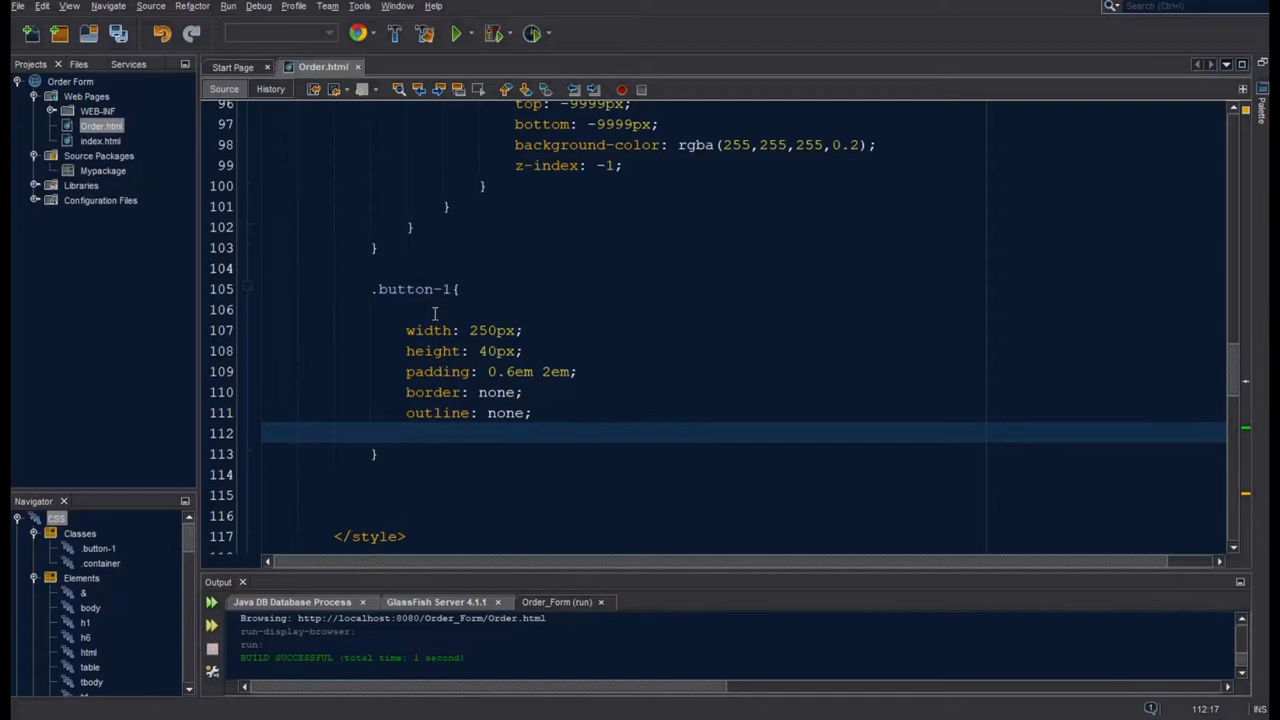 File Edit View Navigate Source Refactor Run Debug Profile Team Tools Window Help
Search (Ctrl+I)
Projects Files Services
Start Page Order.html
Source History
Palette
Order Form
Web Pages
WEB-INF
Order.html
index.html
Source Packages
Mypackage
Libraries
Configuration Files
96 top: -9999px;
97 bottom: -9999px;
98 background-color: rgba(255,255,255,0.2);
99 z-index: -1;
100 }
101 }
102 }
103 }
104
105 .button-1{
106
107 width: 250px;
108 height: 40px;
109 padding: 0.6em 2em;
110 border: none;
111 outline: none;
112
113 }
114
115
116
117 </style>
Navigator
CSS
Classes
.button-1
.container
Elements
&
body
h1
h6
html
table
tbody
td
Output
Java DB Database Process GlassFish Server 4.1.1 Order_Form (run)
Browsing: http://localhost:8080/Order_Form/Order.html
run-display-browser:
run:
BUILD SUCCESSFUL (total time: 1 second)
1 112:17 INS